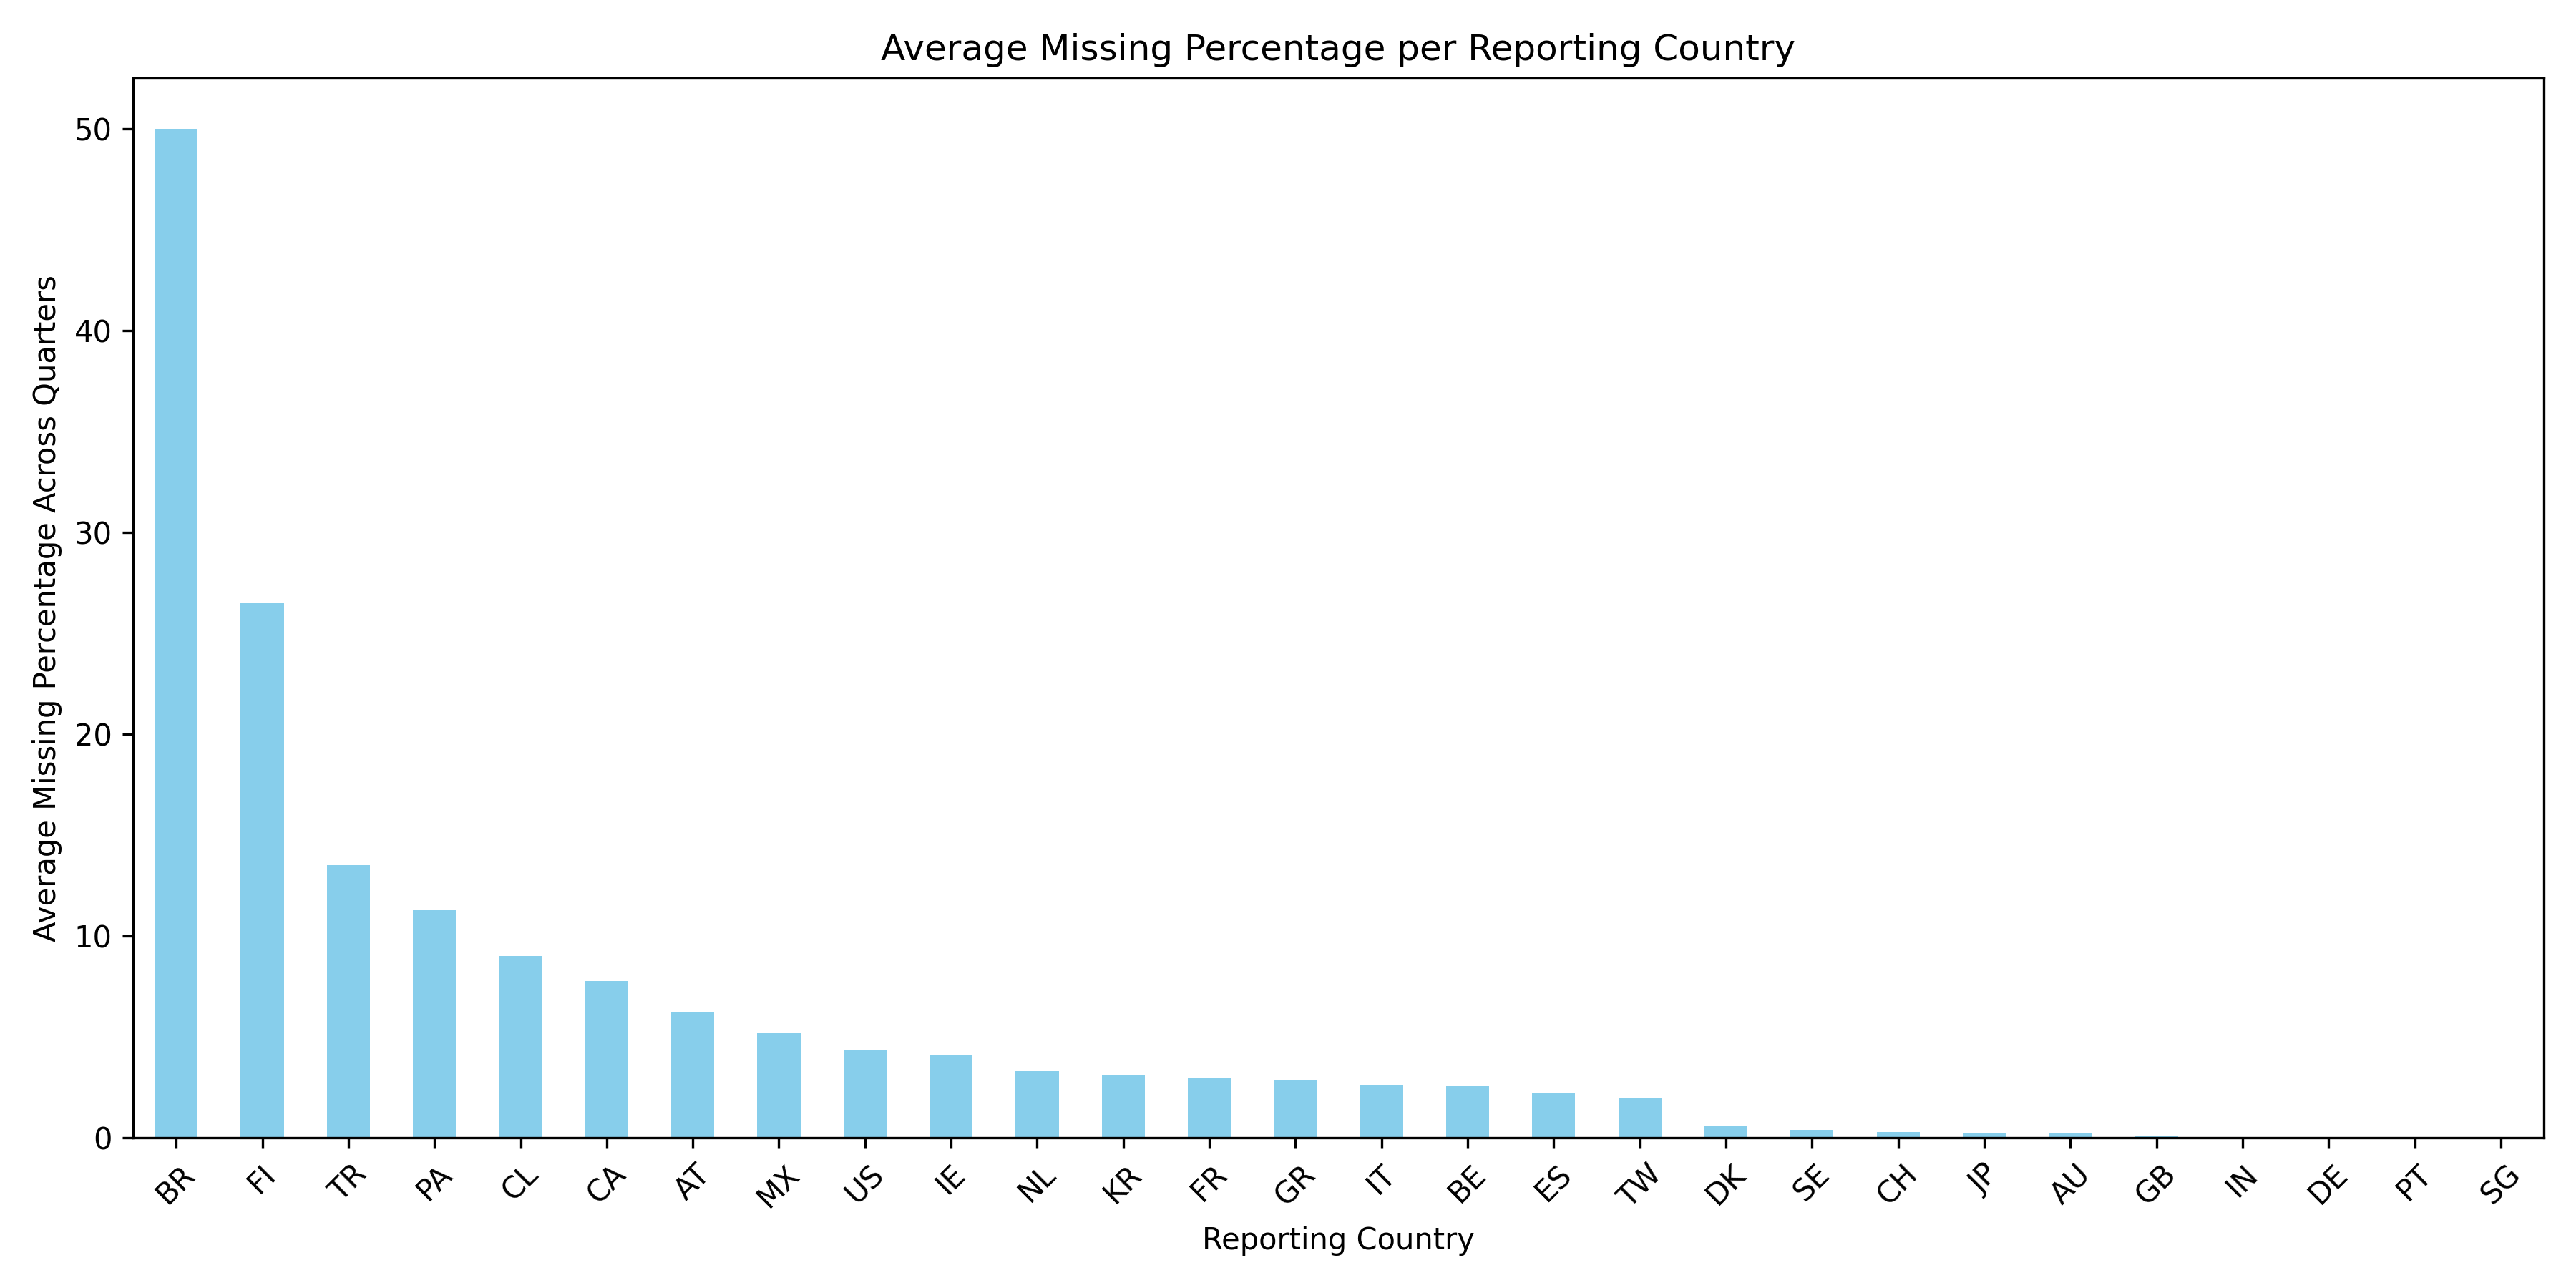 Average Missing Percentage per Reporting Country
Average Missing Percentage Across Quarters
50
40
30
20
10
0
BR FI TR PA CL CA AT MX US IE NL KR FR GR IT BE ES TW DK SE CH JP AU GB IN DE PT SG
Reporting Country